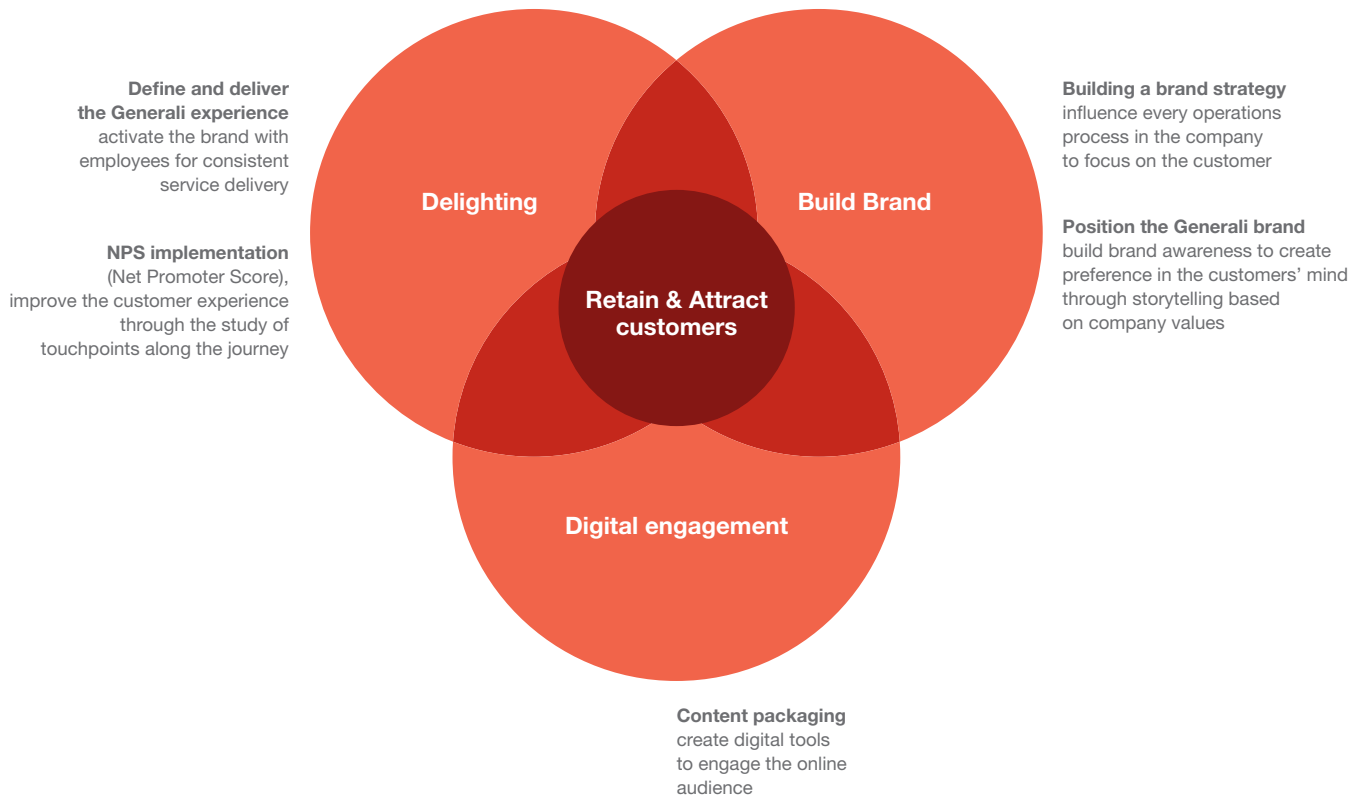 Define and deliver
the Generali experience
activate the brand with
employees for consistent
service delivery
NPS implementation
(Net Promoter Score),
improve the customer experience
through the study of
touchpoints along the journey
Delighting
Build Brand
Retain & Attract
customers
Digital engagement
Building a brand strategy
influence every operations
process in the company
to focus on the customer
Position the Generali brand
build brand awareness to create
preference in the customers’ mind
through storytelling based
on company values
Content packaging
create digital tools
to engage the online
audience